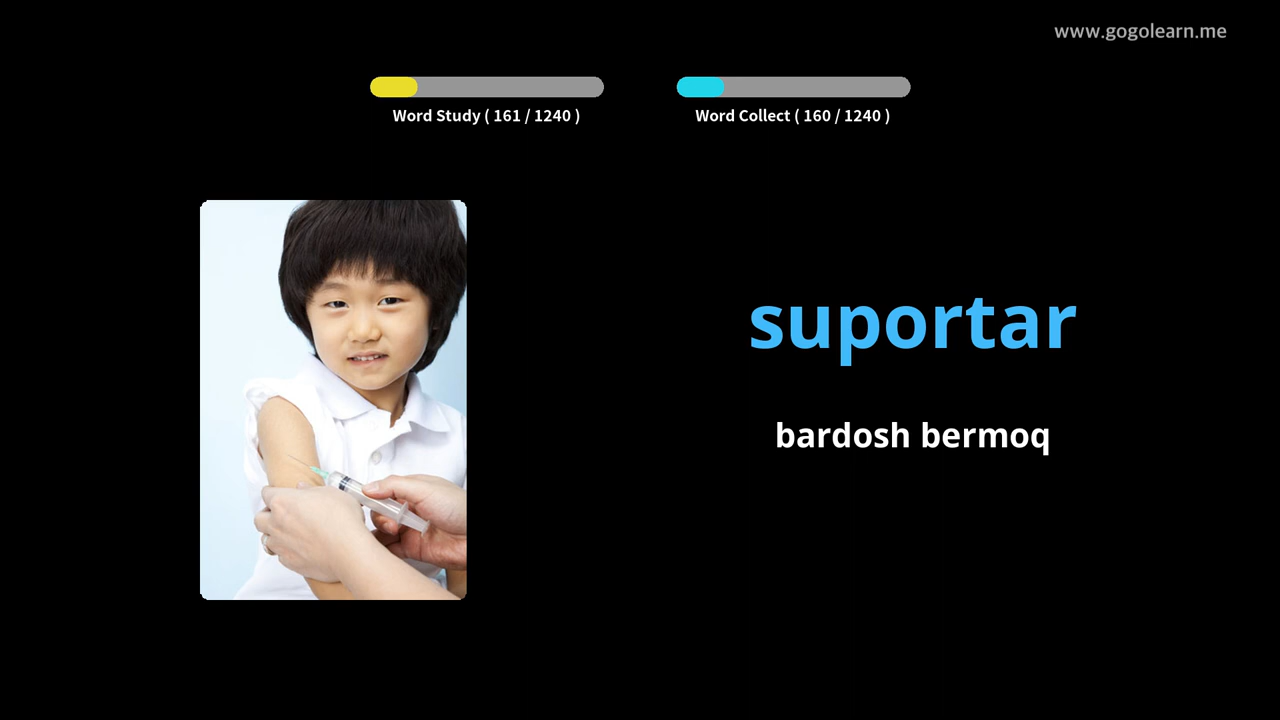 www.gogolearn.me
Word Study ( 161 / 1240 )
Word Collect ( 160 / 1240 )
suportar
bardosh bermoq